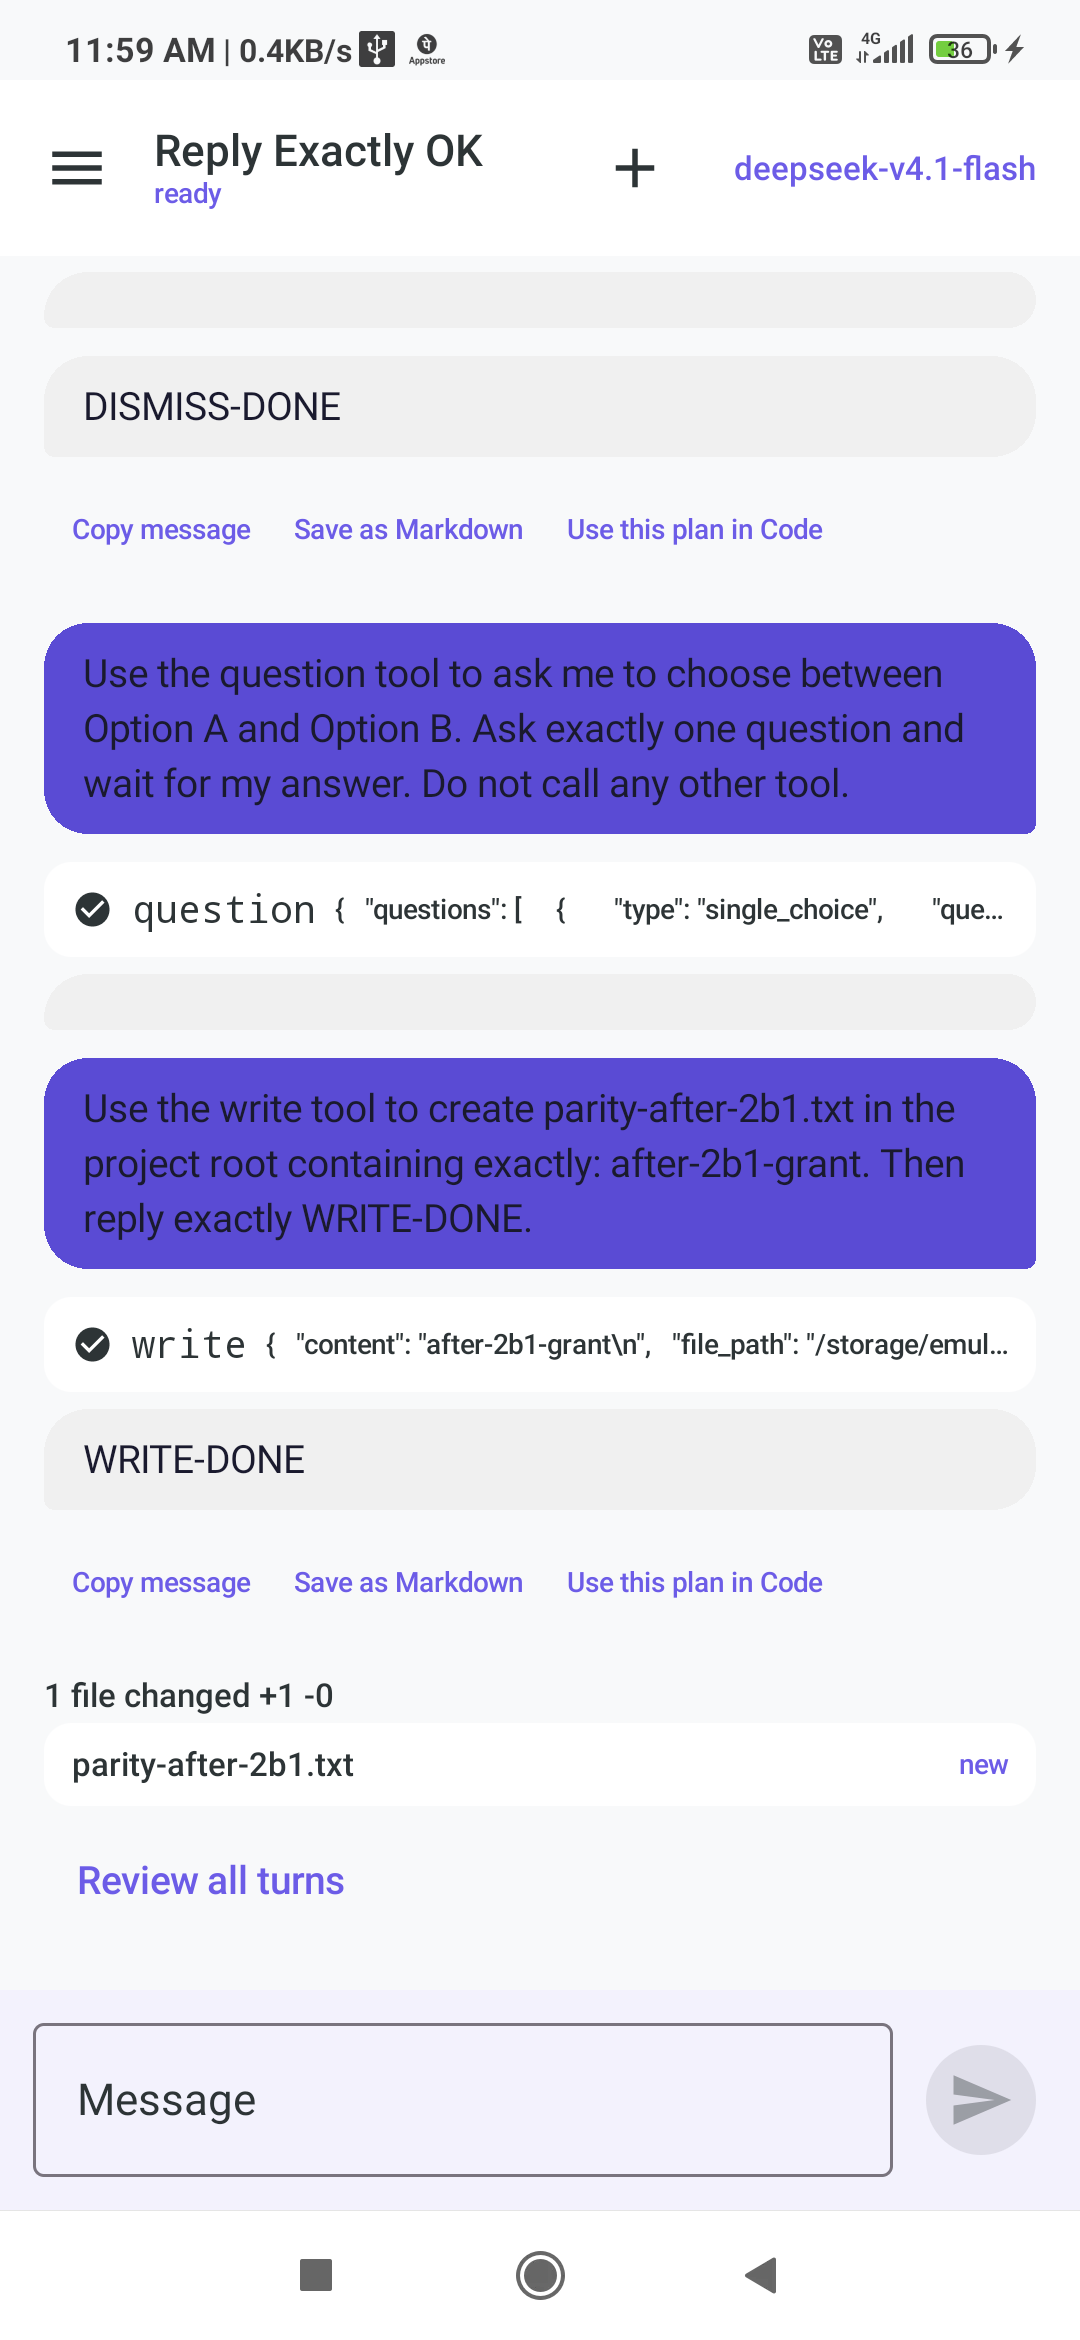 11:59 AM | 0.4KB/s
Appstore
Vo LTE
4G
36
Reply Exactly OK
ready
deepseek-v4.1-flash
DISMISS-DONE
Copy message Save as Markdown Use this plan in Code
Use the question tool to ask me to choose between
Option A and Option B. Ask exactly one question and
wait for my answer. Do not call any other tool.
question { "questions": [ { "type": "single_choice", "que...
Use the write tool to create parity-after-2b1.txt in the
project root containing exactly: after-2b1-grant. Then
reply exactly WRITE-DONE.
write { "content": "after-2b1-grant\n", "file_path": "/storage/emul...
WRITE-DONE
Copy message Save as Markdown Use this plan in Code
1 file changed +1 -0
parity-after-2b1.txt new
Review all turns
Message